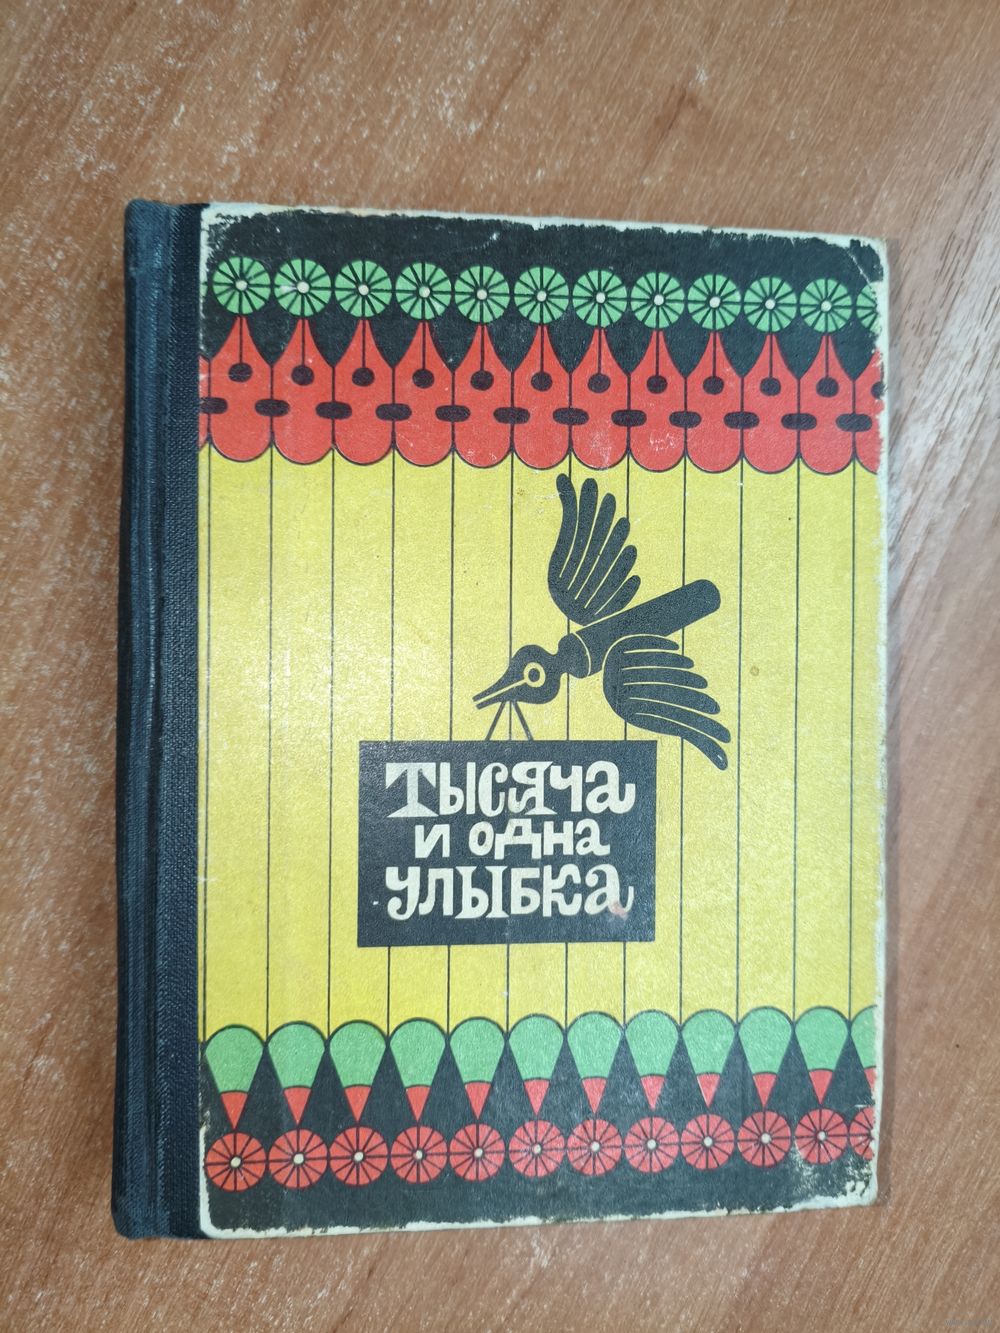 Тысяча
и одна
улыбка